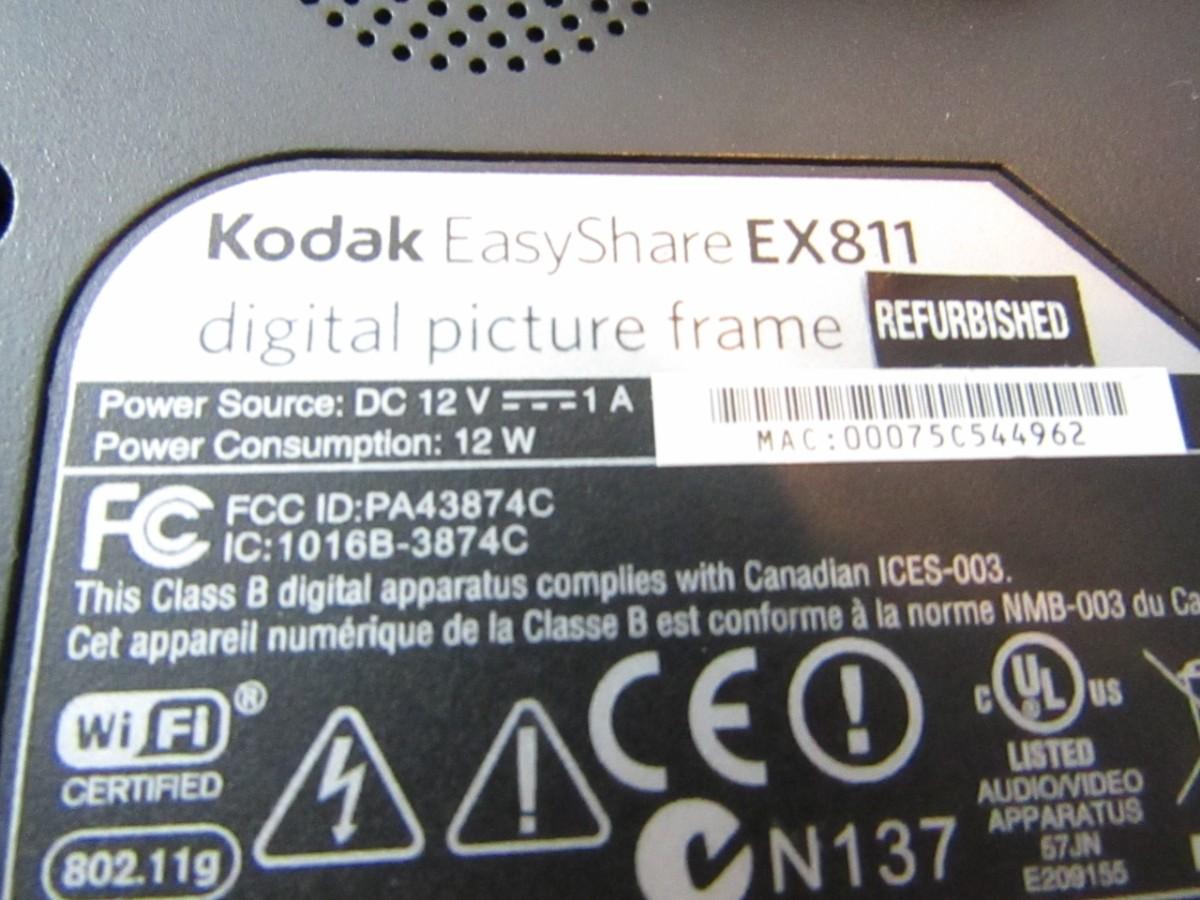 Kodak EasyShare EX811
digital picture frame REFURBISHED
Power Source: DC 12 V ⎓ 1 A
Power Consumption: 12 W
MAC:00075C544962
FC FCC ID:PA43874C
IC:1016B-3874C
This Class B digital apparatus complies with Canadian ICES-003.
Cet appareil numérique de la Classe B est conforme à la norme NMB-003 du Ca
Wi Fi ®
CERTIFIED
802.11g
CE
N137
C UL US
LISTED
AUDIO/VIDEO
APPARATUS
57JN
E209155